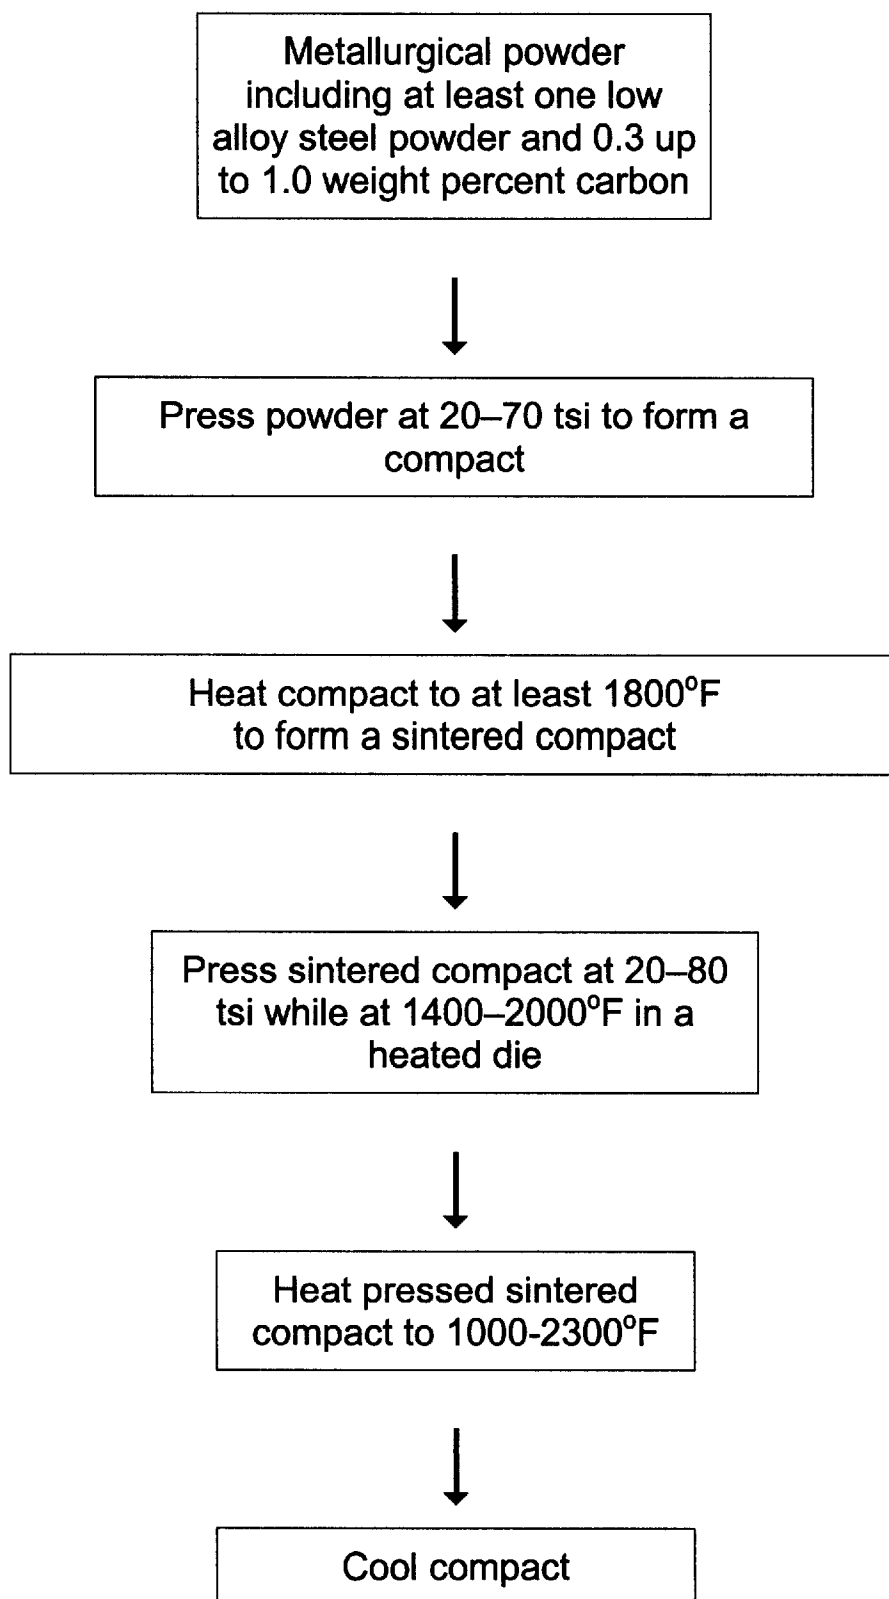 Metallurgical powder
including at least one low
alloy steel powder and 0.3 up
to 1.0 weight percent carbon
Press powder at 20–70 tsi to form a
compact
Heat compact to at least 1800°F
to form a sintered compact
Press sintered compact at 20–80
tsi while at 1400–2000°F in a
heated die
Heat pressed sintered
compact to 1000-2300°F
Cool compact